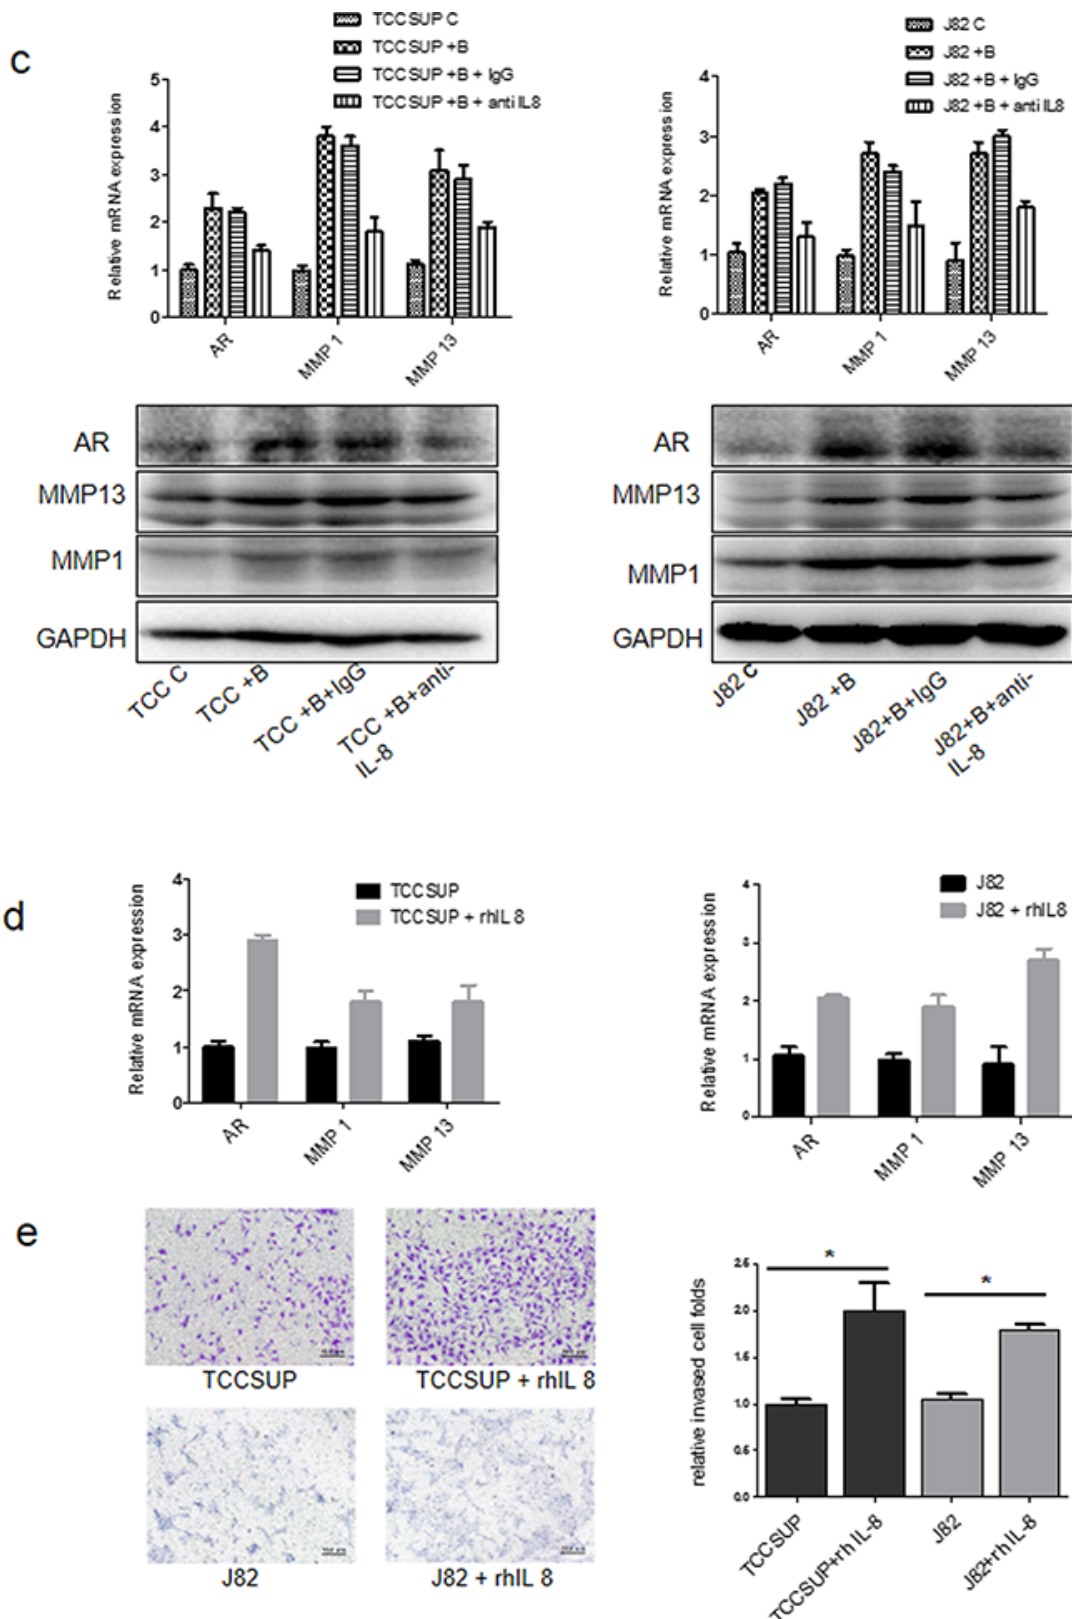 c
TCCSUP C
TCCSUP +B
TCCSUP +B + IgG
TCCSUP +B + anti IL8
Relative mRNA expression
5
4
3
2
1
0
AR
MMP 1
MMP 13
J82 C
J82 +B
J82 +B + IgG
J82 +B + anti IL8
Relative mRNA expression
4
3
2
1
0
AR
MMP 1
MMP 13
AR
MMP13
MMP1
GAPDH
TCC C
TCC +B
TCC +B+IgG
TCC +B+anti-
IL-8
AR
MMP13
MMP1
GAPDH
J82 C
J82 +B
J82+B+IgG
J82+B+anti-
IL-8
d
TCCSUP
TCCSUP + rhIL 8
Relative mRNA expression
4
3
2
1
0
AR
MMP 1
MMP 13
J82
J82 + rhIL8
Relative mRNA expression
4
3
2
1
0
AR
MMP 1
MMP 13
e
TCCSUP
TCCSUP + rhIL 8
J82
J82 + rhIL 8
relative invased cell folds
2.5
2.0
1.5
1.0
0.5
0.0
*
*
TCCSUP
TCCSUP+rhIL-8
J82
J82+rhIL-8